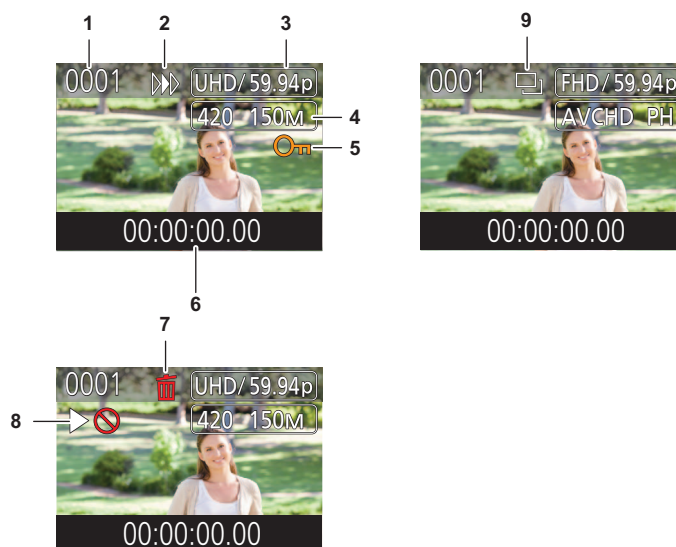 1 2 3
0001 UHD/59.94p
420 150M 4
5
00:00:00.00
6
9
0001 FHD/59.94p
AVCHD PH
00:00:00.00
7
0001 UHD/59.94p
8 420 150M
00:00:00.00